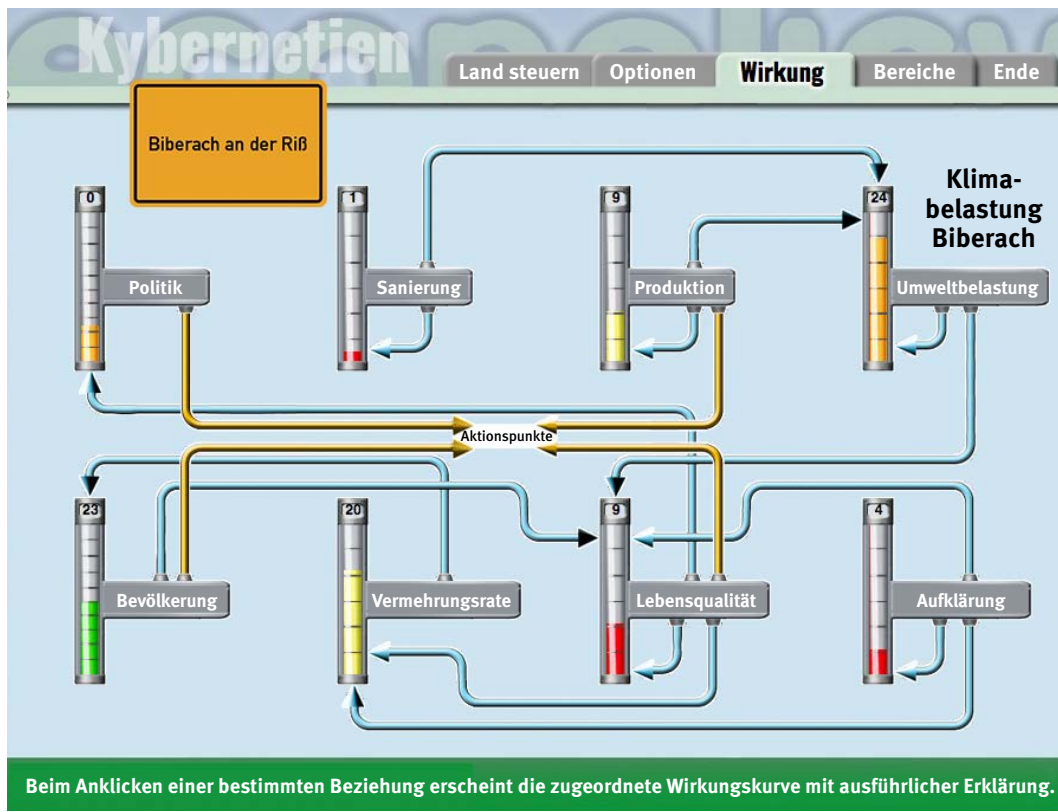 Kybernetien
Land steuern
Optionen
Wirkung
Bereiche
Ende
Biberach an der Riß
Klima-
belastung
Biberach
0
1
9
24
Politik
Sanierung
Produktion
Umweltbelastung
Aktionspunkte
23
20
9
4
Bevölkerung
Vermehrungsrate
Lebensqualität
Aufklärung
Beim Anklicken einer bestimmten Beziehung erscheint die zugeordnete Wirkungskurve mit ausführlicher Erklärung.